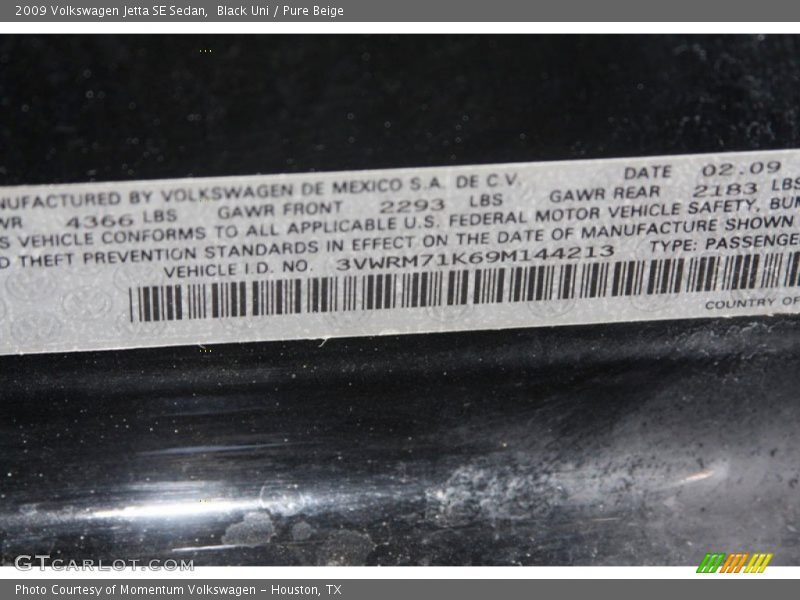 2009 Volkswagen Jetta SE Sedan,  Black Uni / Pure Beige
NUFACTURED BY VOLKSWAGEN DE MEXICO S.A. DE C.V. DATE 02.09
WR 4366 LBS GAWR FRONT 2293 LBS GAWR REAR 2183 LBS
S VEHICLE CONFORMS TO ALL APPLICABLE U.S. FEDERAL MOTOR VEHICLE SAFETY, BUM
D THEFT PREVENTION STANDARDS IN EFFECT ON THE DATE OF MANUFACTURE SHOWN
VEHICLE I.D. NO. 3VWRM71K69M144213 TYPE: PASSENGE
COUNTRY OF
GTCARLOT.COM
Photo Courtesy of Momentum Volkswagen - Houston, TX